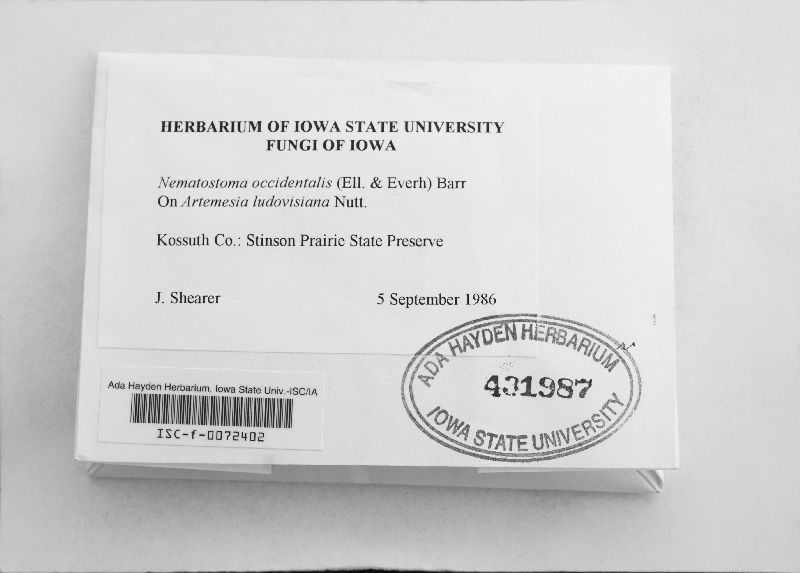 HERBARIUM OF IOWA STATE UNIVERSITY
FUNGI OF IOWA
Nematostoma occidentalis (Ell. & Everh) Barr
On Artemesia ludovisiana Nutt.
Kossuth Co.: Stinson Prairie State Preserve
J. Shearer 5 September 1986
ADA HAYDEN HERBARIUM
431987
IOWA STATE UNIVERSITY
Ada Hayden Herbarium, Iowa State Univ.-ISC/IA
ISC-f-0072402